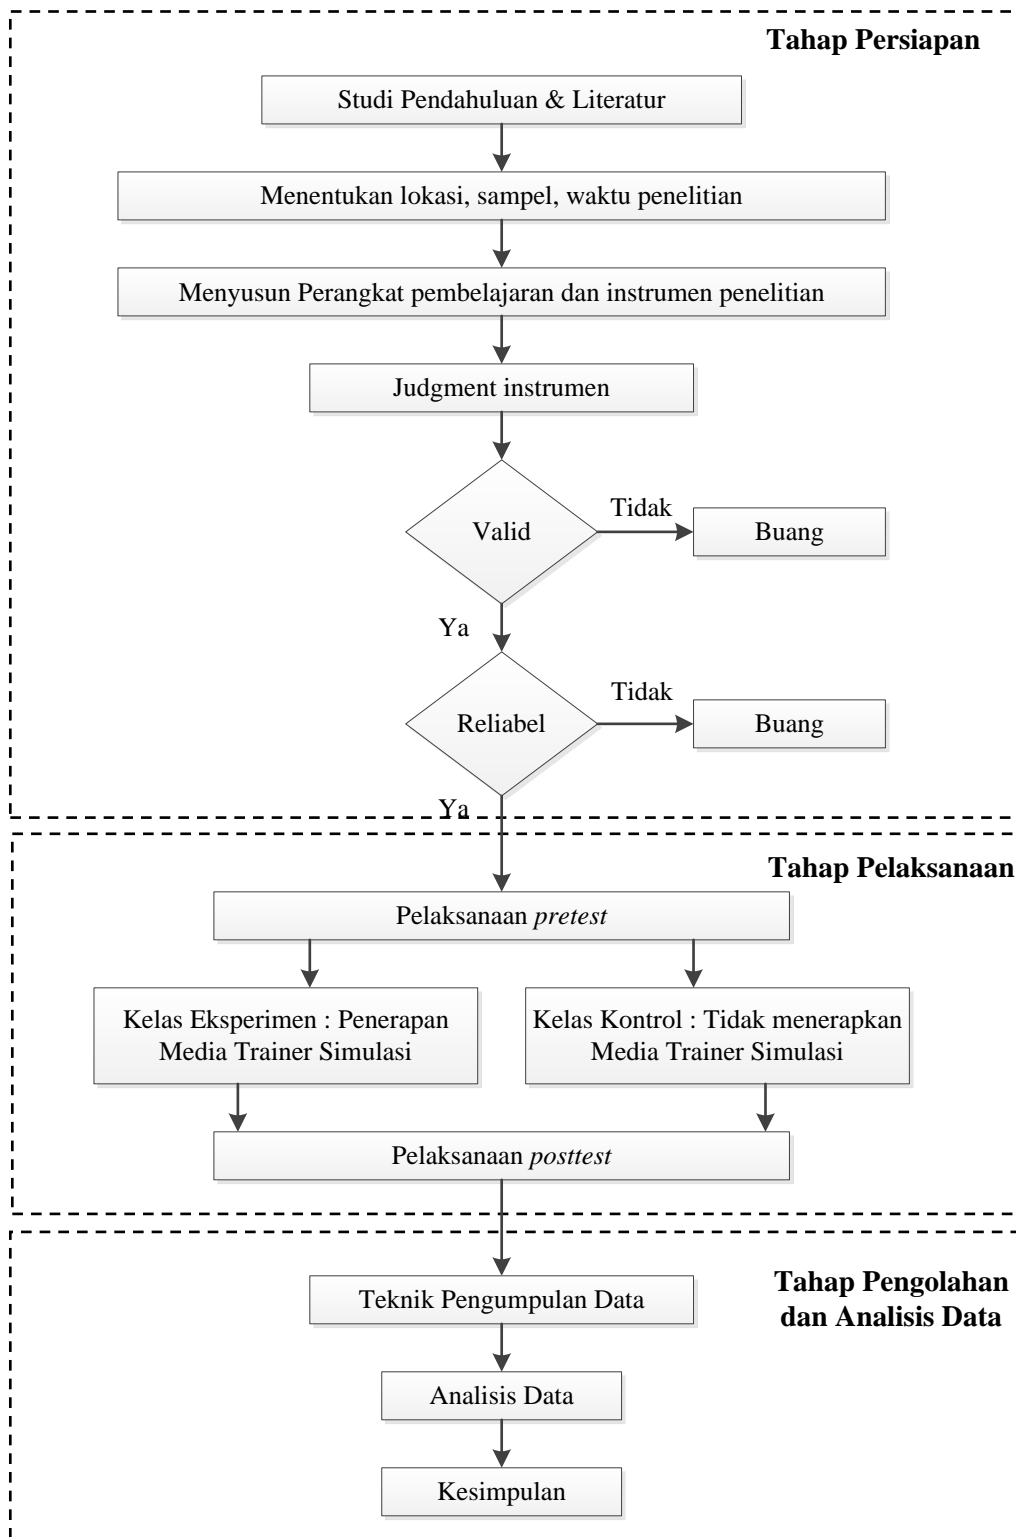 Tahap Persiapan
Studi Pendahuluan & Literatur
Menentukan lokasi, sampel, waktu penelitian
Menyusun Perangkat pembelajaran dan instrumen penelitian
Judgment instrumen
Valid
Tidak
Buang
Ya
Reliabel
Tidak
Buang
Ya
Tahap Pelaksanaan
Pelaksanaan pretest
Kelas Eksperimen : Penerapan
Media Trainer Simulasi
Kelas Kontrol : Tidak menerapkan
Media Trainer Simulasi
Pelaksanaan posttest
Tahap Pengolahan
dan Analisis Data
Teknik Pengumpulan Data
Analisis Data
Kesimpulan